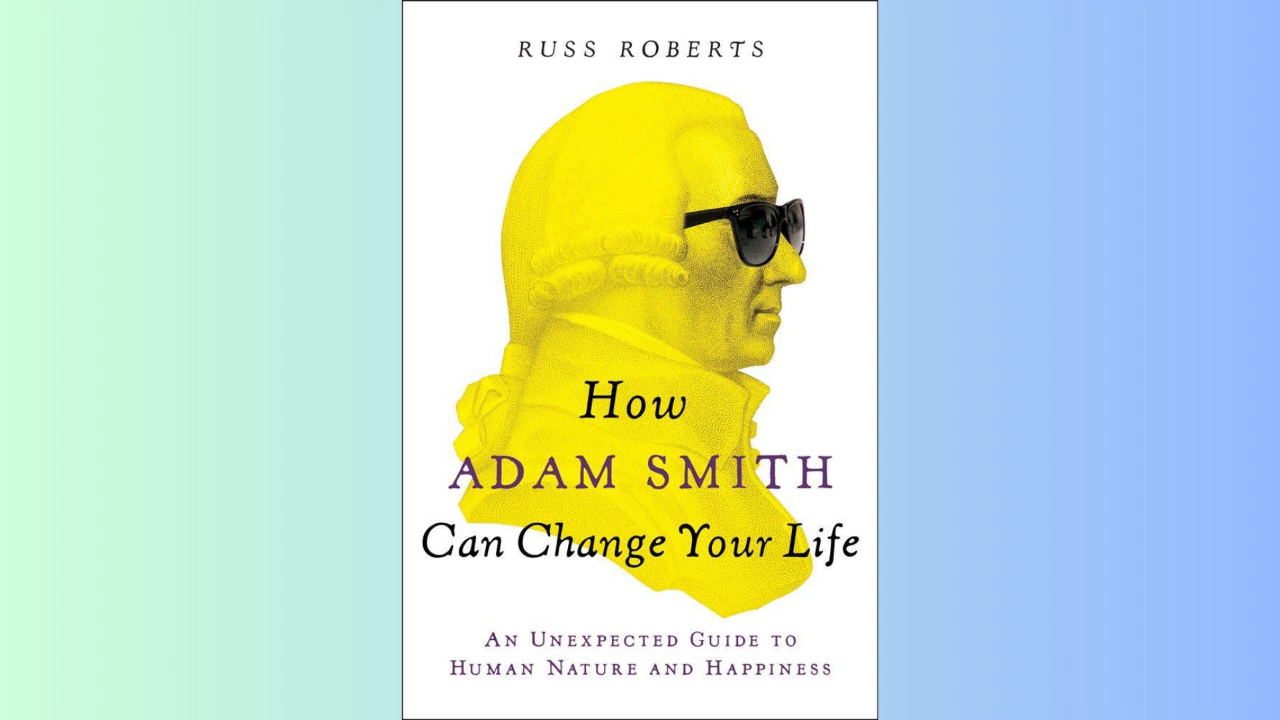 RUSS ROBERTS
How
ADAM SMITH
Can Change Your Life
AN UNEXPECTED GUIDE TO
HUMAN NATURE AND HAPPINESS